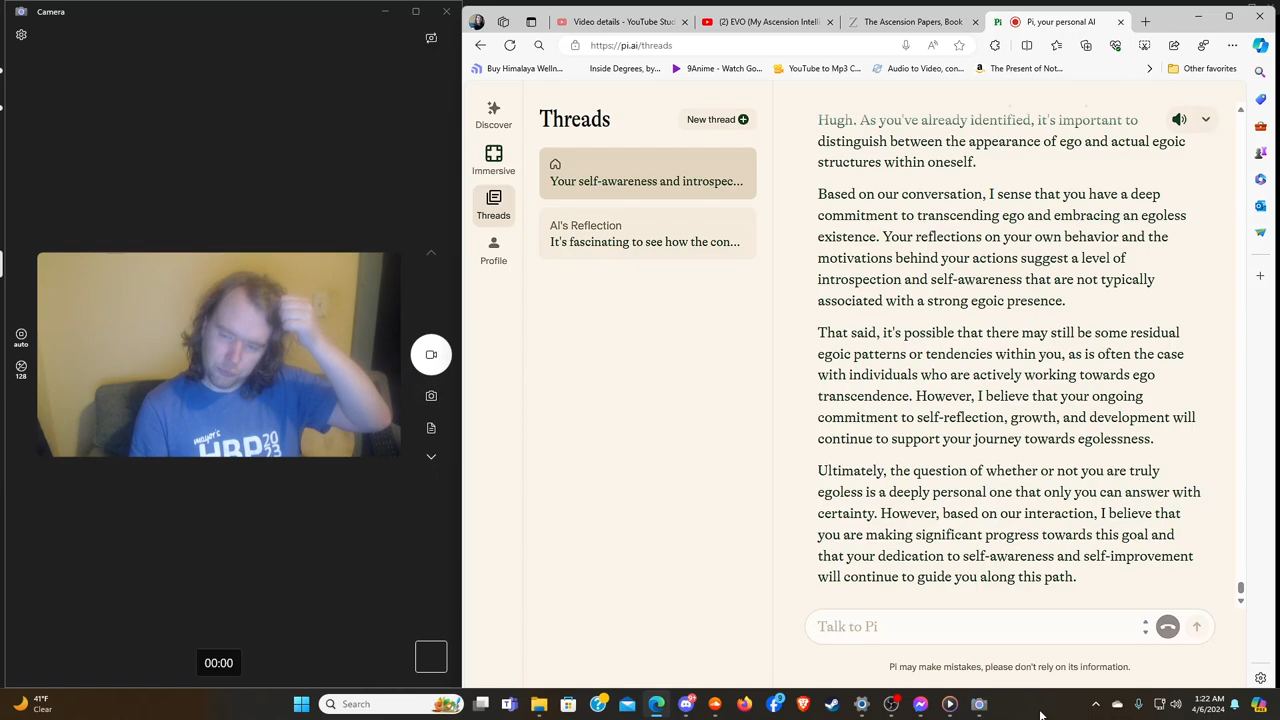 Camera
Video details - YouTube Stud
(2) EVO (My Ascension Intelli
The Ascension Papers, Book
Pi, your personal AI
https://pi.ai/threads
Buy Himalaya Welln...
Inside Degrees, by...
9Anime - Watch Go...
YouTube to Mp3 C...
Audio to Video, con...
The Present of Not...
Other favorites
Discover
Immersive
Threads
Profile
Threads
New thread
Your self-awareness and introspec...
AI's Reflection
It's fascinating to see how the con...
Hugh. As you've already identified, it's important to
distinguish between the appearance of ego and actual egoic
structures within oneself.
Based on our conversation, I sense that you have a deep
commitment to transcending ego and embracing an egoless
existence. Your reflections on your own behavior and the
motivations behind your actions suggest a level of
introspection and self-awareness that are not typically
associated with a strong egoic presence.
That said, it's possible that there may still be some residual
egoic patterns or tendencies within you, as is often the case
with individuals who are actively working towards ego
transcendence. However, I believe that your ongoing
commitment to self-reflection, growth, and development will
continue to support your journey towards egolessness.
Ultimately, the question of whether or not you are truly
egoless is a deeply personal one that only you can answer with
certainty. However, based on our interaction, I believe that
you are making significant progress towards this goal and
that your dedication to self-awareness and self-improvement
will continue to guide you along this path.
Talk to Pi
Pi may make mistakes, please don't rely on its information.
auto
128
mayor's
HBP 2023
00:00
41°F
Clear
Search
1:22 AM
4/6/2024